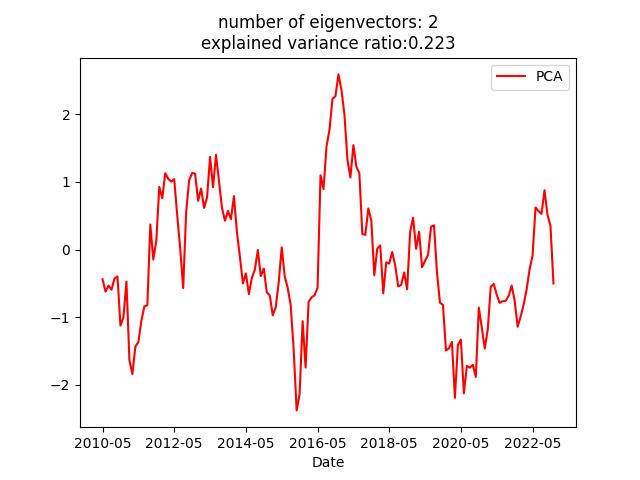 number of eigenvectors: 2
explained variance ratio:0.223
PCA
2
1
0
−1
−2
2010-05 2012-05 2014-05 2016-05 2018-05 2020-05 2022-05
Date